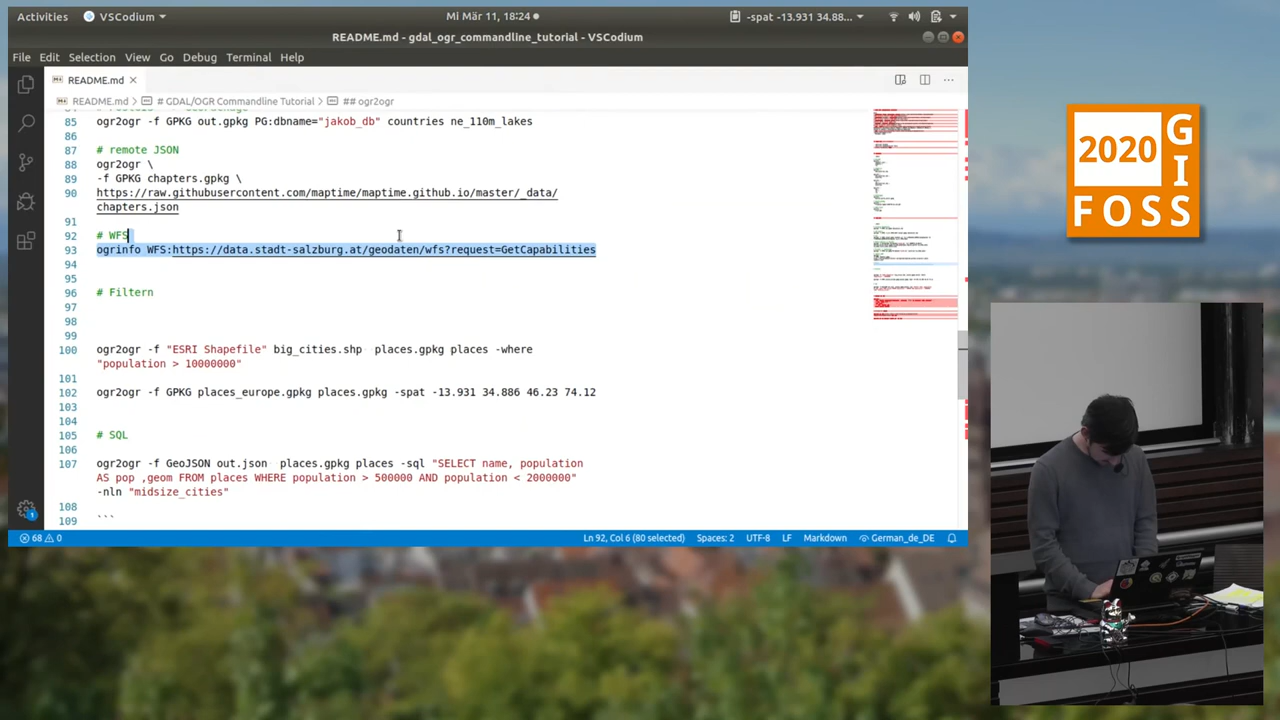 Activities VSCodium Mi Mär 11, 18:24 -spat -13.931 34.88...
README.md - gdal_ogr_commandline_tutorial - VSCodium
File Edit Selection View Go Debug Terminal Help
README.md
README.md # GDAL/OGR Commandline Tutorial ## ogr2ogr
85 ogr2ogr -f GPKG out.gpkg PG:dbname="jakob_db" countries ne_110m_lakes
86
87 # remote JSON
88 ogr2ogr \
89 -f GPKG chapters.gpkg \
90 https://raw.githubusercontent.com/maptime/maptime.github.io/master/_data/
chapters.json
91
92 # WFS
93 ogrinfo WFS:https://data.stadt-salzburg.at/geodaten/wfs?request=GetCapabilities
94
95
96 # Filtern
97
98
99
100 ogr2ogr -f "ESRI Shapefile" big_cities.shp places.gpkg places -where
"population > 10000000"
101
102 ogr2ogr -f GPKG places_europe.gpkg places.gpkg -spat -13.931 34.886 46.23 74.12
103
104
105 # SQL
106
107 ogr2ogr -f GeoJSON out.json places.gpkg places -sql "SELECT name, population
AS pop ,geom FROM places WHERE population > 500000 AND population < 2000000"
-nln "midsize_cities"
108
109 ```
68 0 Ln 92, Col 6 (80 selected) Spaces: 2 UTF-8 LF Markdown German_de_DE
1
2020
FOSS
GIS